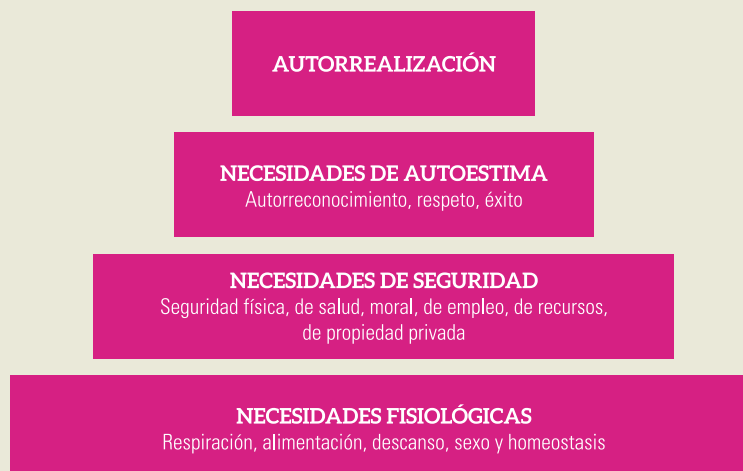 AUTORREALIZACIÓN
NECESIDADES DE AUTOESTIMA
Autorreconocimiento, respeto, éxito
NECESIDADES DE SEGURIDAD
Seguridad física, de salud, moral, de empleo, de recursos,
de propiedad privada
NECESIDADES FISIOLÓGICAS
Respiración, alimentación, descanso, sexo y homeostasis